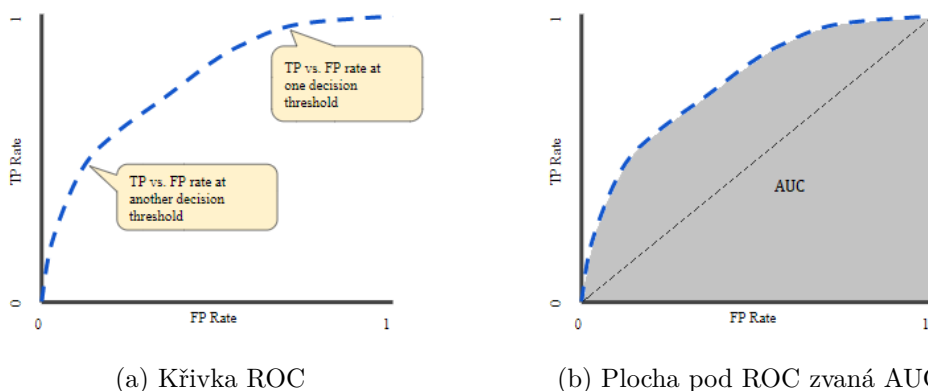 1
TP Rate
0
TP vs. FP rate at
one decision
threshold
TP vs. FP rate at
another decision
threshold
0
FP Rate
1
(a) Křivka ROC
1
TP Rate
0
AUC
0
FP Rate
1
(b) Plocha pod ROC zvaná AUC